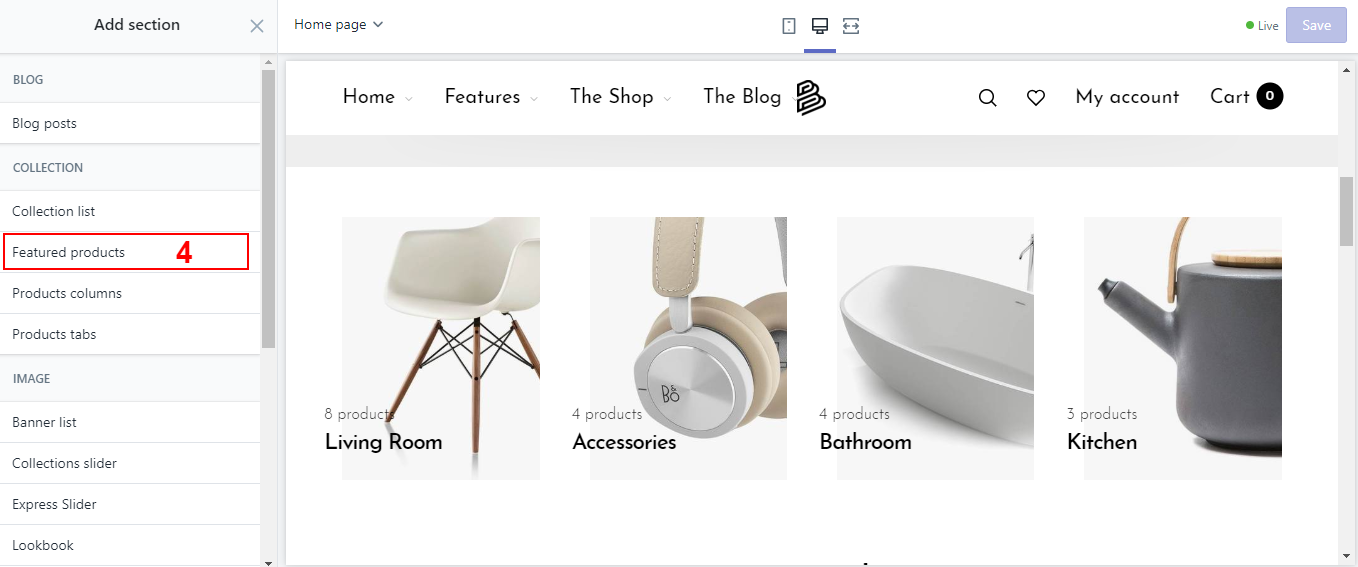 Add section
Home page
Live
Save
BLOG
Blog posts
COLLECTION
Collection list
Featured products
4
Products columns
Products tabs
IMAGE
Banner list
Collections slider
Express Slider
Lookbook
Home
Features
The Shop
The Blog
My account
Cart
0
B&O
8 products
Living Room
4 products
Accessories
4 products
Bathroom
3 products
Kitchen